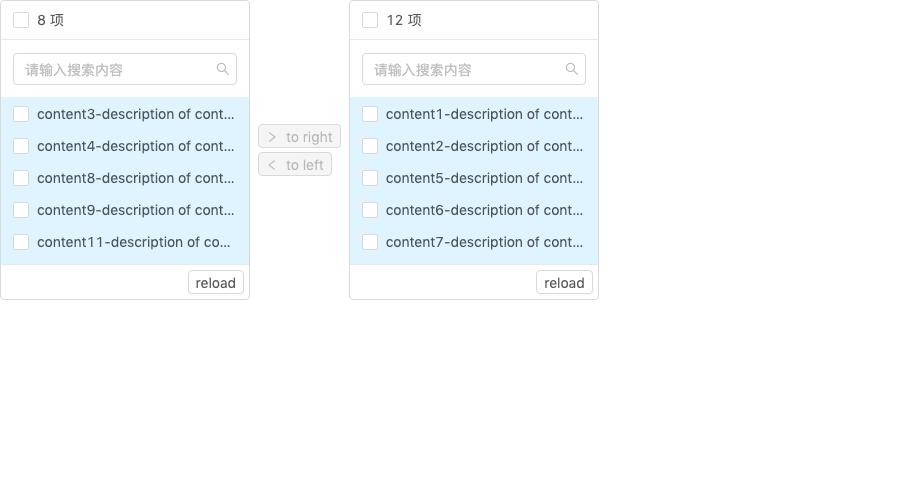 8 项
请输入搜索内容
content3-description of cont...
content4-description of cont...
content8-description of cont...
content9-description of cont...
content11-description of co...
reload
> to right
< to left
12 项
请输入搜索内容
content1-description of cont...
content2-description of cont...
content5-description of cont...
content6-description of cont...
content7-description of cont...
reload